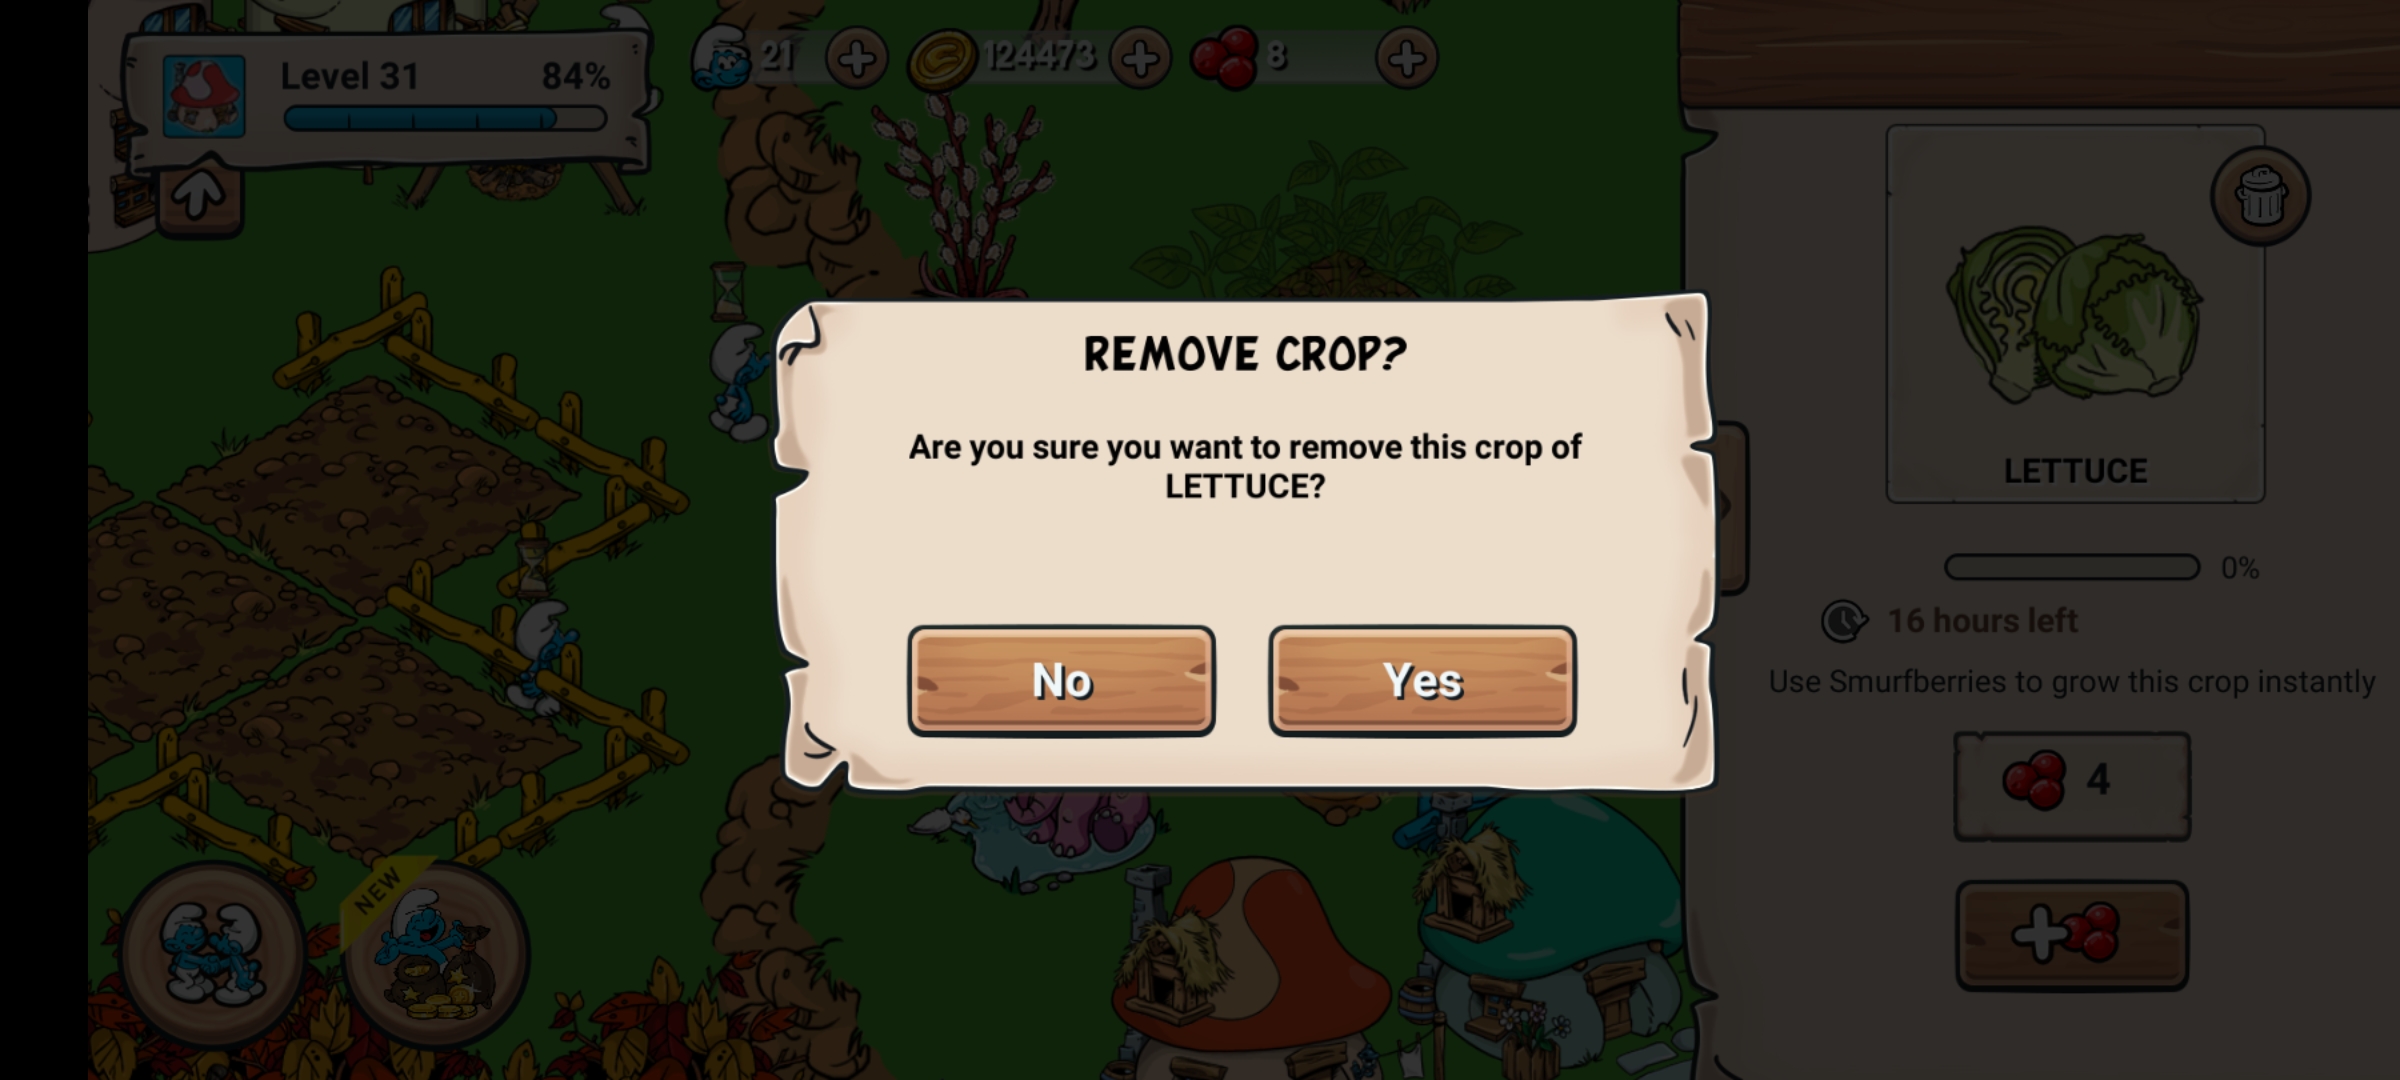 Level 31 84%
21 124473 8
REMOVE CROP?
Are you sure you want to remove this crop of
LETTUCE?
No Yes
LETTUCE
0%
16 hours left
Use Smurfberries to grow this crop instantly
4
NEW